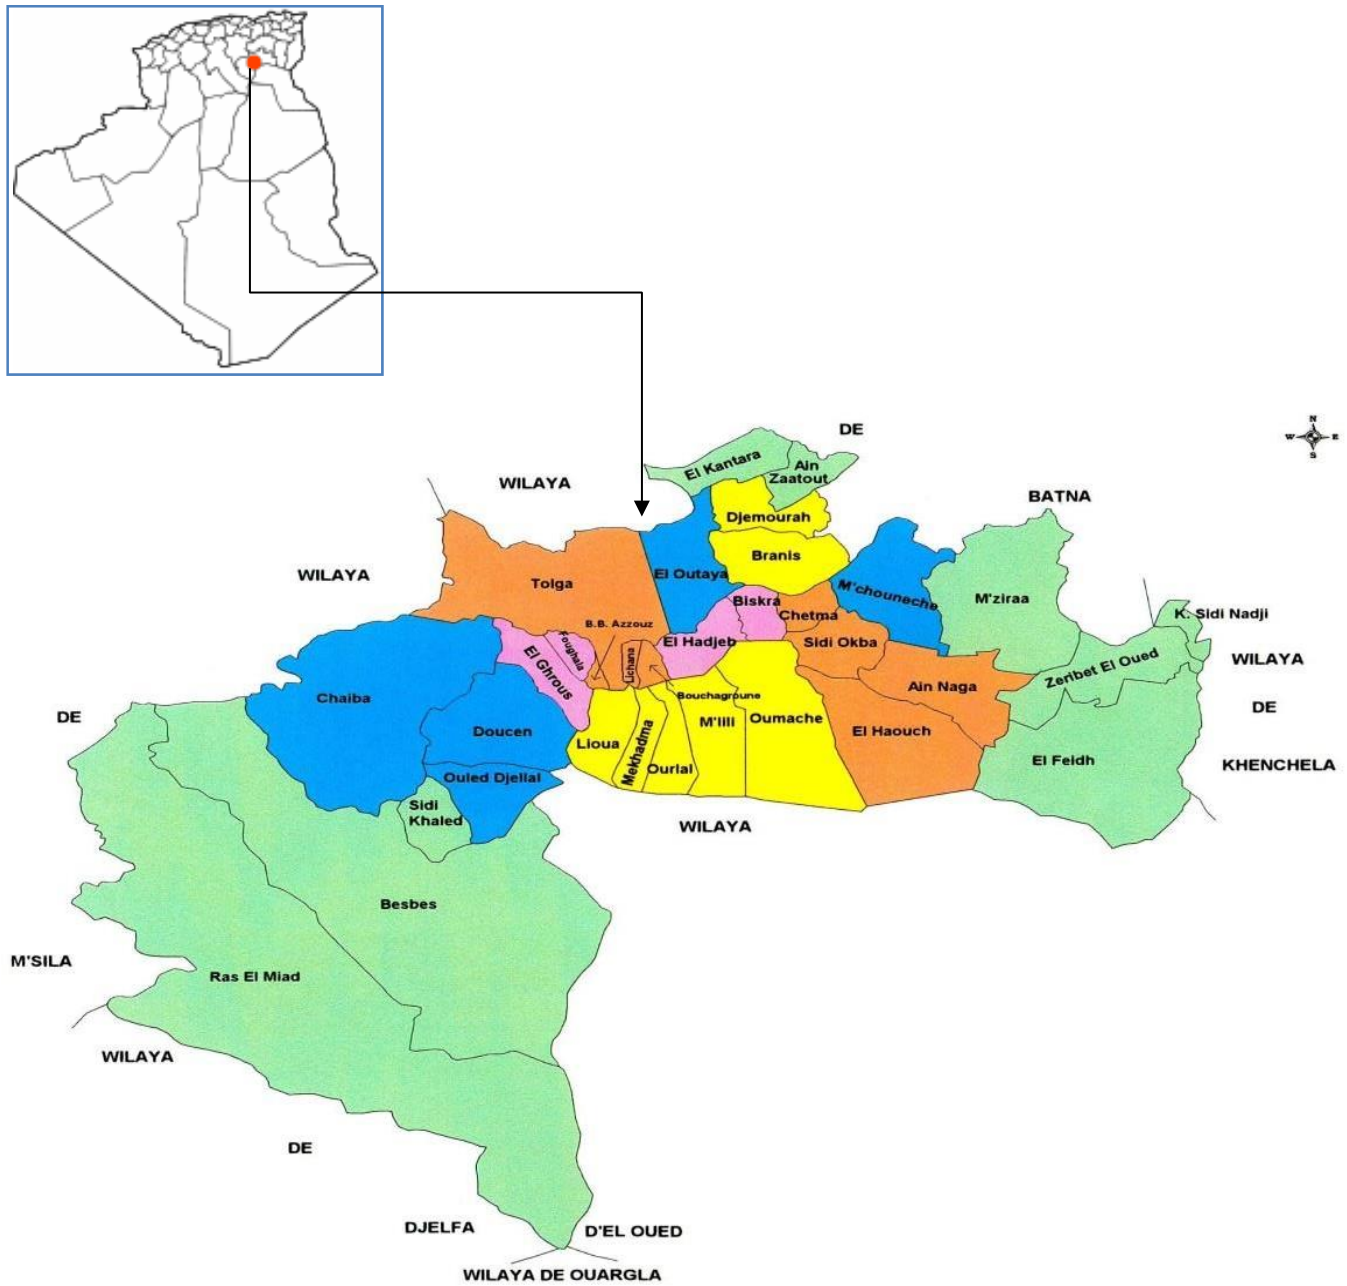 N
W E
S
DE
El Kantara
Ain
Zaatout
WILAYA
BATNA
Djemourah
Branis
WILAYA
Tolga
El Outaya
M'chouneche
M'ziraa
Biskra
Chetma
K. Sidi Nadji
B.B. Azzouz
El Hadjeb
Sidi Okba
Foughala
Lichana
El Ghrous
WILAYA
Zeribet El Oued
Ain Naga
Bouchagroune
Chaiba
DE
DE
M'lili
Oumache
Doucen
Lioua
Mekhadma
Ourlal
El Haouch
El Feidh
KHENCHELA
Ouled Djellal
Sidi
Khaled
WILAYA
Besbes
M'SILA
Ras El Miad
WILAYA
DE
DJELFA
D'EL OUED
WILAYA DE OUARGLA